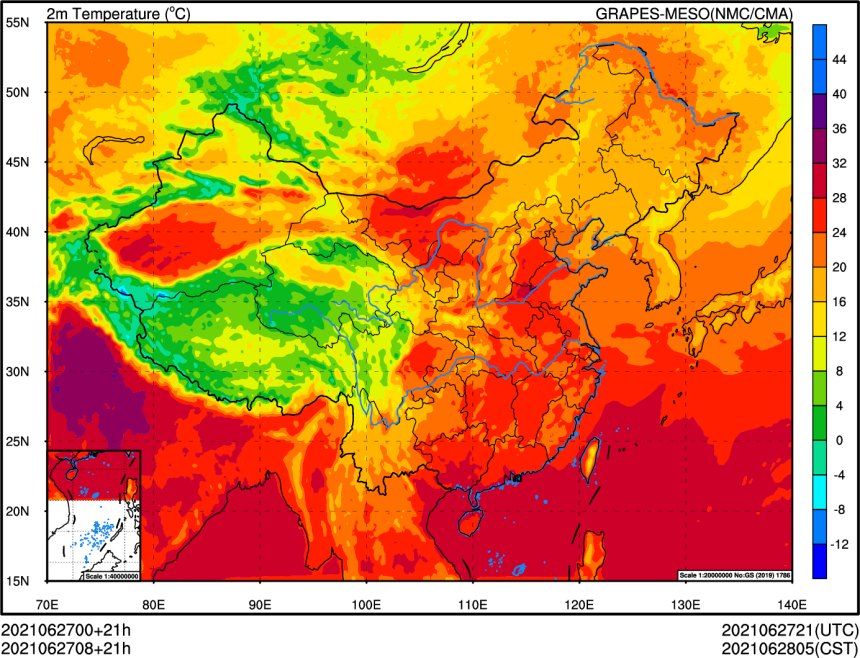 2m Temperature (°C) GRAPES-MESO(NMC/CMA)
55N
50N
45N
40N
35N
30N
25N
20N
15N
70E 80E 90E 100E 110E 120E 130E 140E
44
40
36
32
28
24
20
16
12
8
4
0
-4
-8
-12
Scale 1:40000000
Scale 1:20000000 No:GS (2019) 1786
2021062700+21h 2021062721(UTC)
2021062708+21h 2021062805(CST)